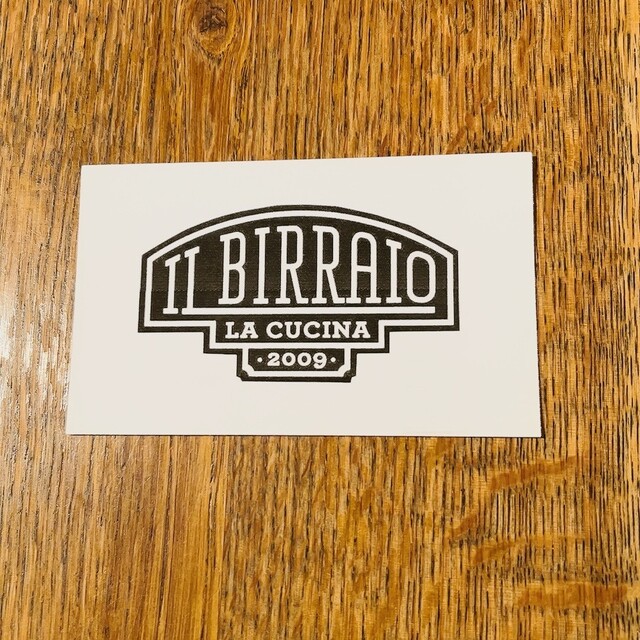 Il BIRRAIO
LA CUCINA
· 2009 ·